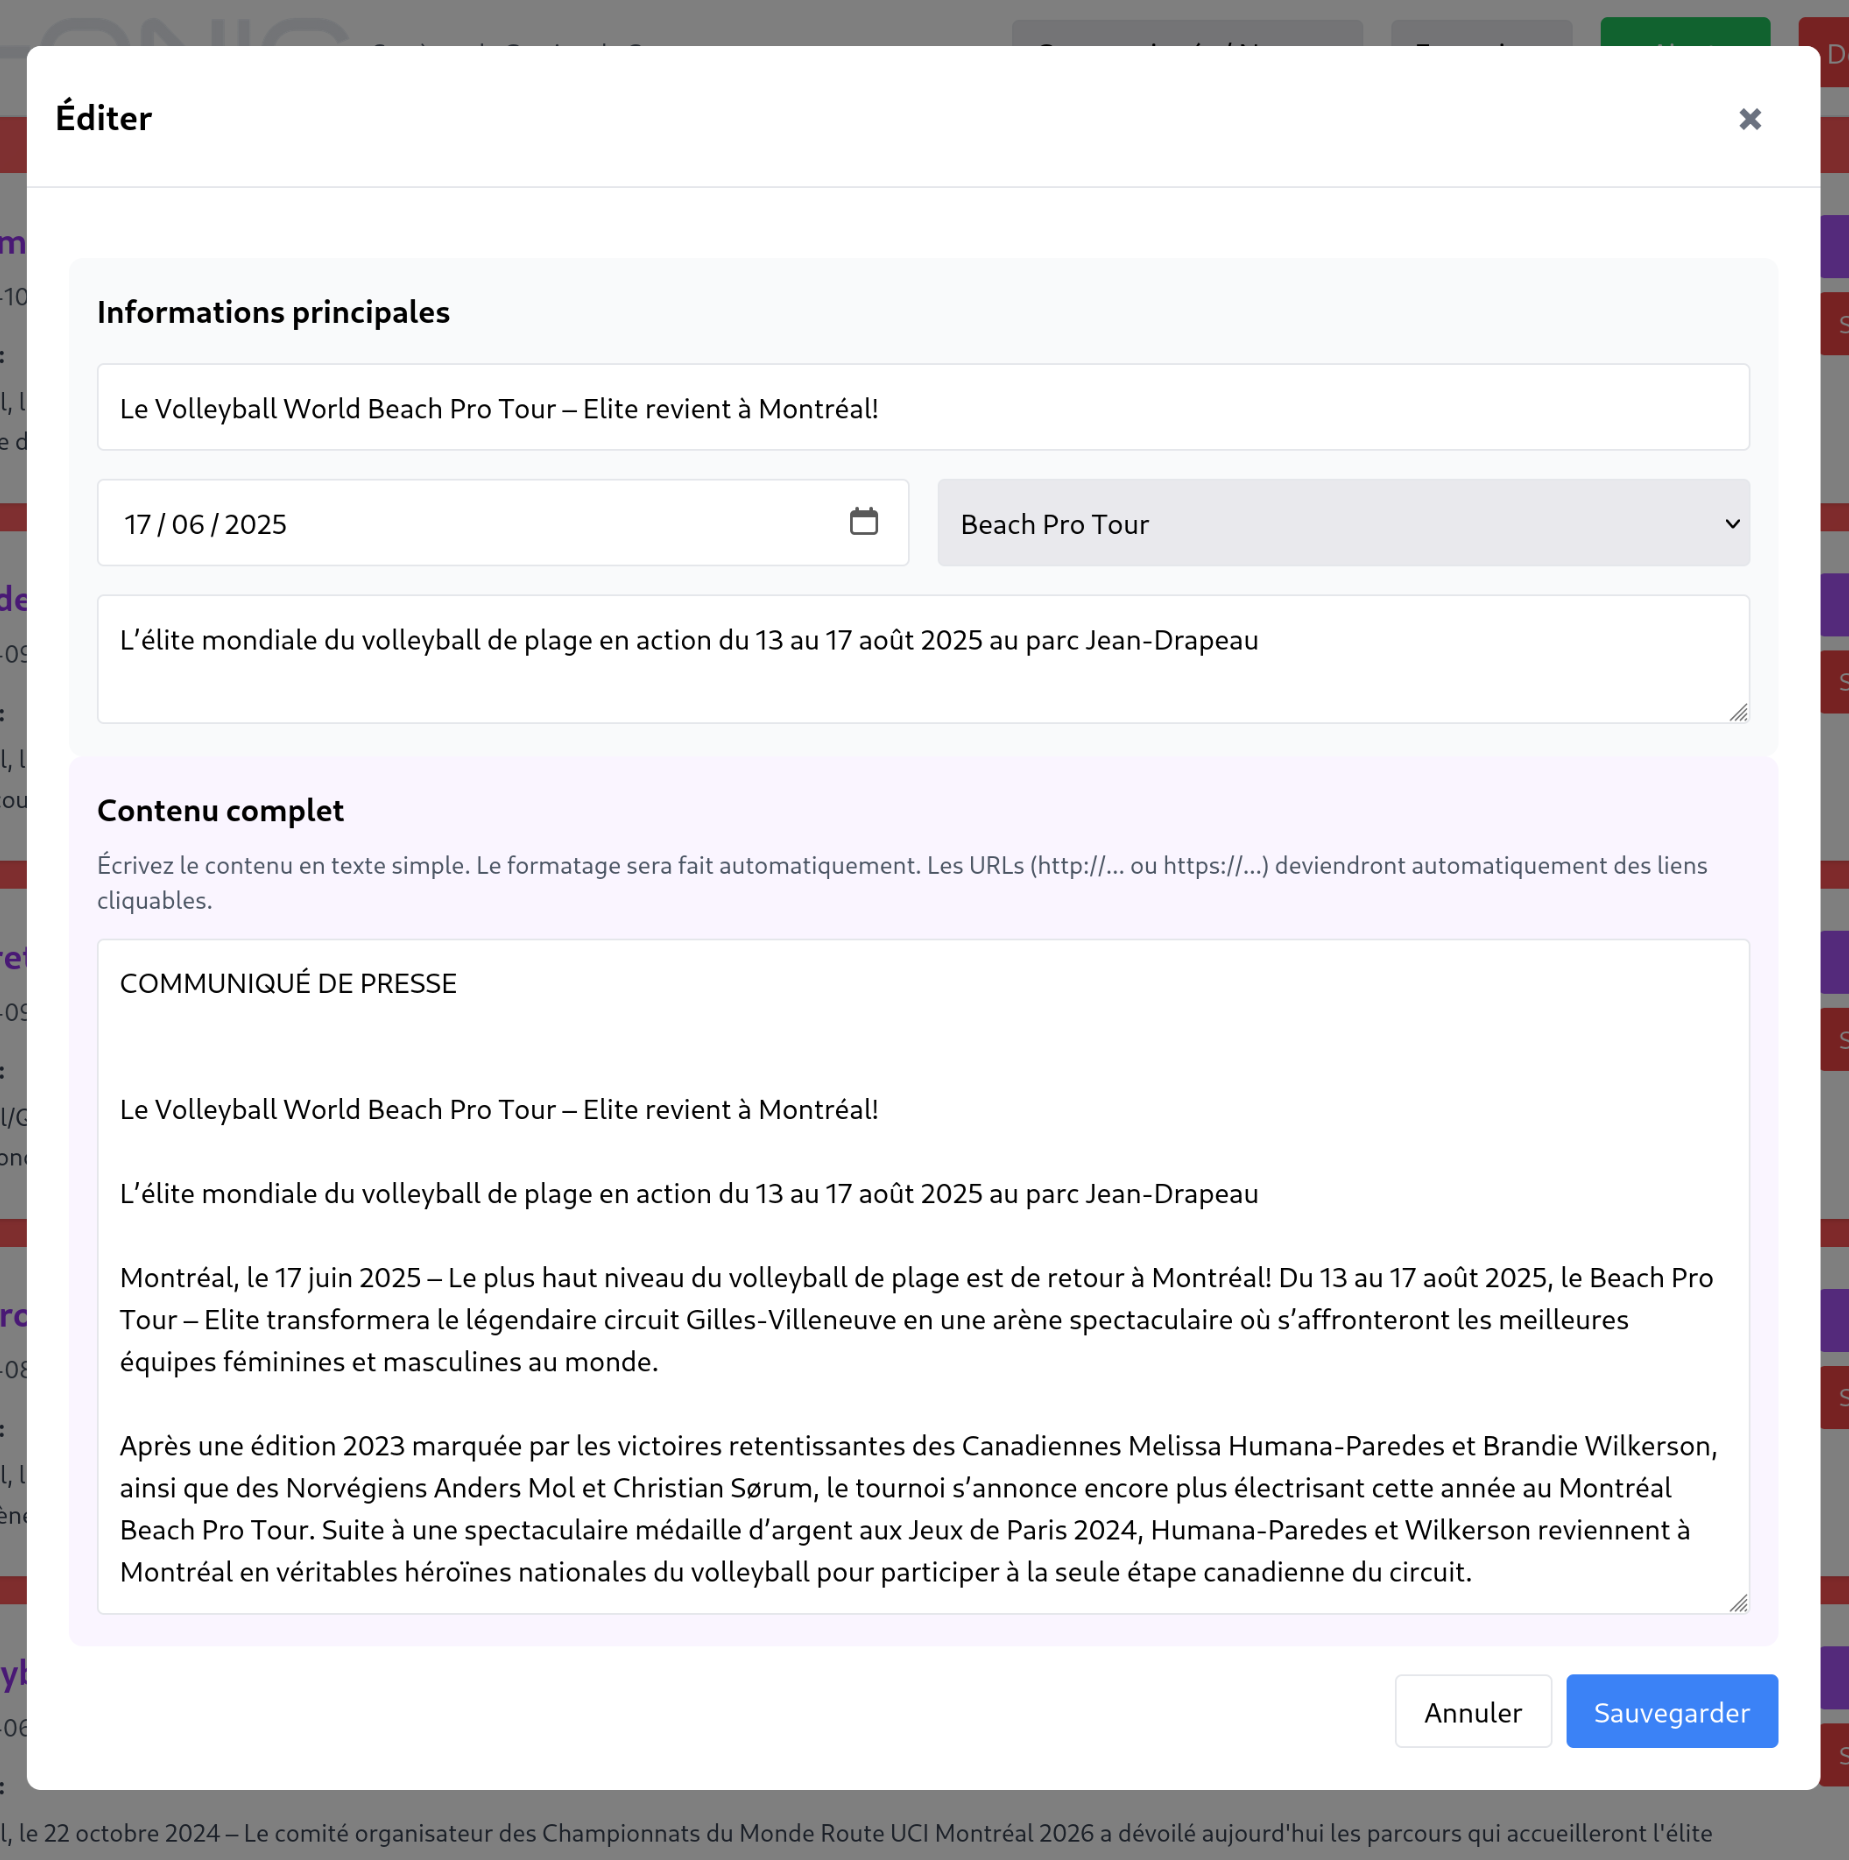 Éditer
Informations principales
Le Volleyball World Beach Pro Tour – Elite revient à Montréal!
17 / 06 / 2025
Beach Pro Tour
L’élite mondiale du volleyball de plage en action du 13 au 17 août 2025 au parc Jean-Drapeau
Contenu complet
Écrivez le contenu en texte simple. Le formatage sera fait automatiquement. Les URLs (http://... ou https://...) deviendront automatiquement des liens
cliquables.
COMMUNIQUÉ DE PRESSE
Le Volleyball World Beach Pro Tour – Elite revient à Montréal!
L’élite mondiale du volleyball de plage en action du 13 au 17 août 2025 au parc Jean-Drapeau
Montréal, le 17 juin 2025 – Le plus haut niveau du volleyball de plage est de retour à Montréal! Du 13 au 17 août 2025, le Beach Pro
Tour – Elite transformera le légendaire circuit Gilles-Villeneuve en une arène spectaculaire où s’affronteront les meilleures
équipes féminines et masculines au monde.
Après une édition 2023 marquée par les victoires retentissantes des Canadiennes Melissa Humana-Paredes et Brandie Wilkerson,
ainsi que des Norvégiens Anders Mol et Christian Sørum, le tournoi s’annonce encore plus électrisant cette année au Montréal
Beach Pro Tour. Suite à une spectaculaire médaille d’argent aux Jeux de Paris 2024, Humana-Paredes et Wilkerson reviennent à
Montréal en véritables héroïnes nationales du volleyball pour participer à la seule étape canadienne du circuit.
Annuler
Sauvegarder
l, le 22 octobre 2024 – Le comité organisateur des Championnats du Monde Route UCI Montréal 2026 a dévoilé aujourd'hui les parcours qui accueilleront l'élite